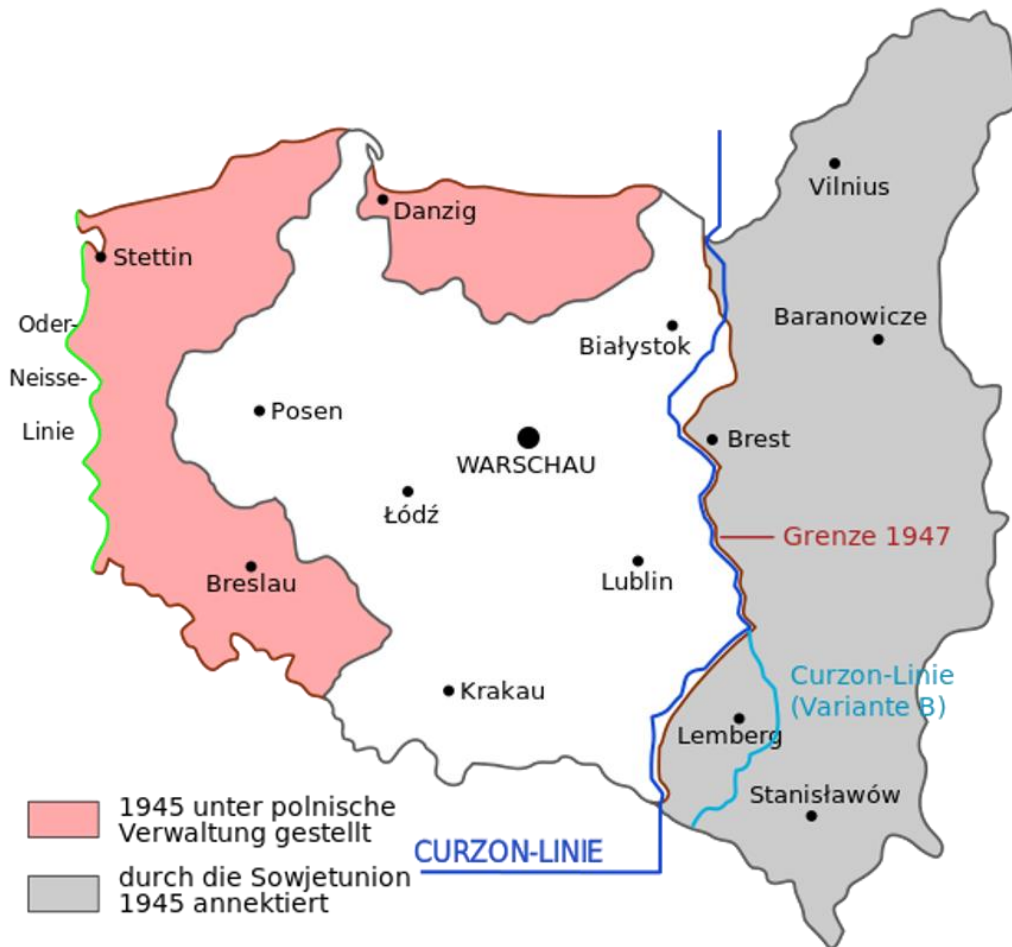 Vilnius
Danzig
Stettin
Oder-
Neisse-
Linie
Baranowicze
Białystok
Posen
Brest
WARSCHAU
Łódź
Grenze 1947
Breslau
Lublin
Krakau
Curzon-Linie
(Variante B)
Lemberg
Stanisławów
1945 unter polnische
Verwaltung gestellt
CURZON-LINIE
durch die Sowjetunion
1945 annektiert